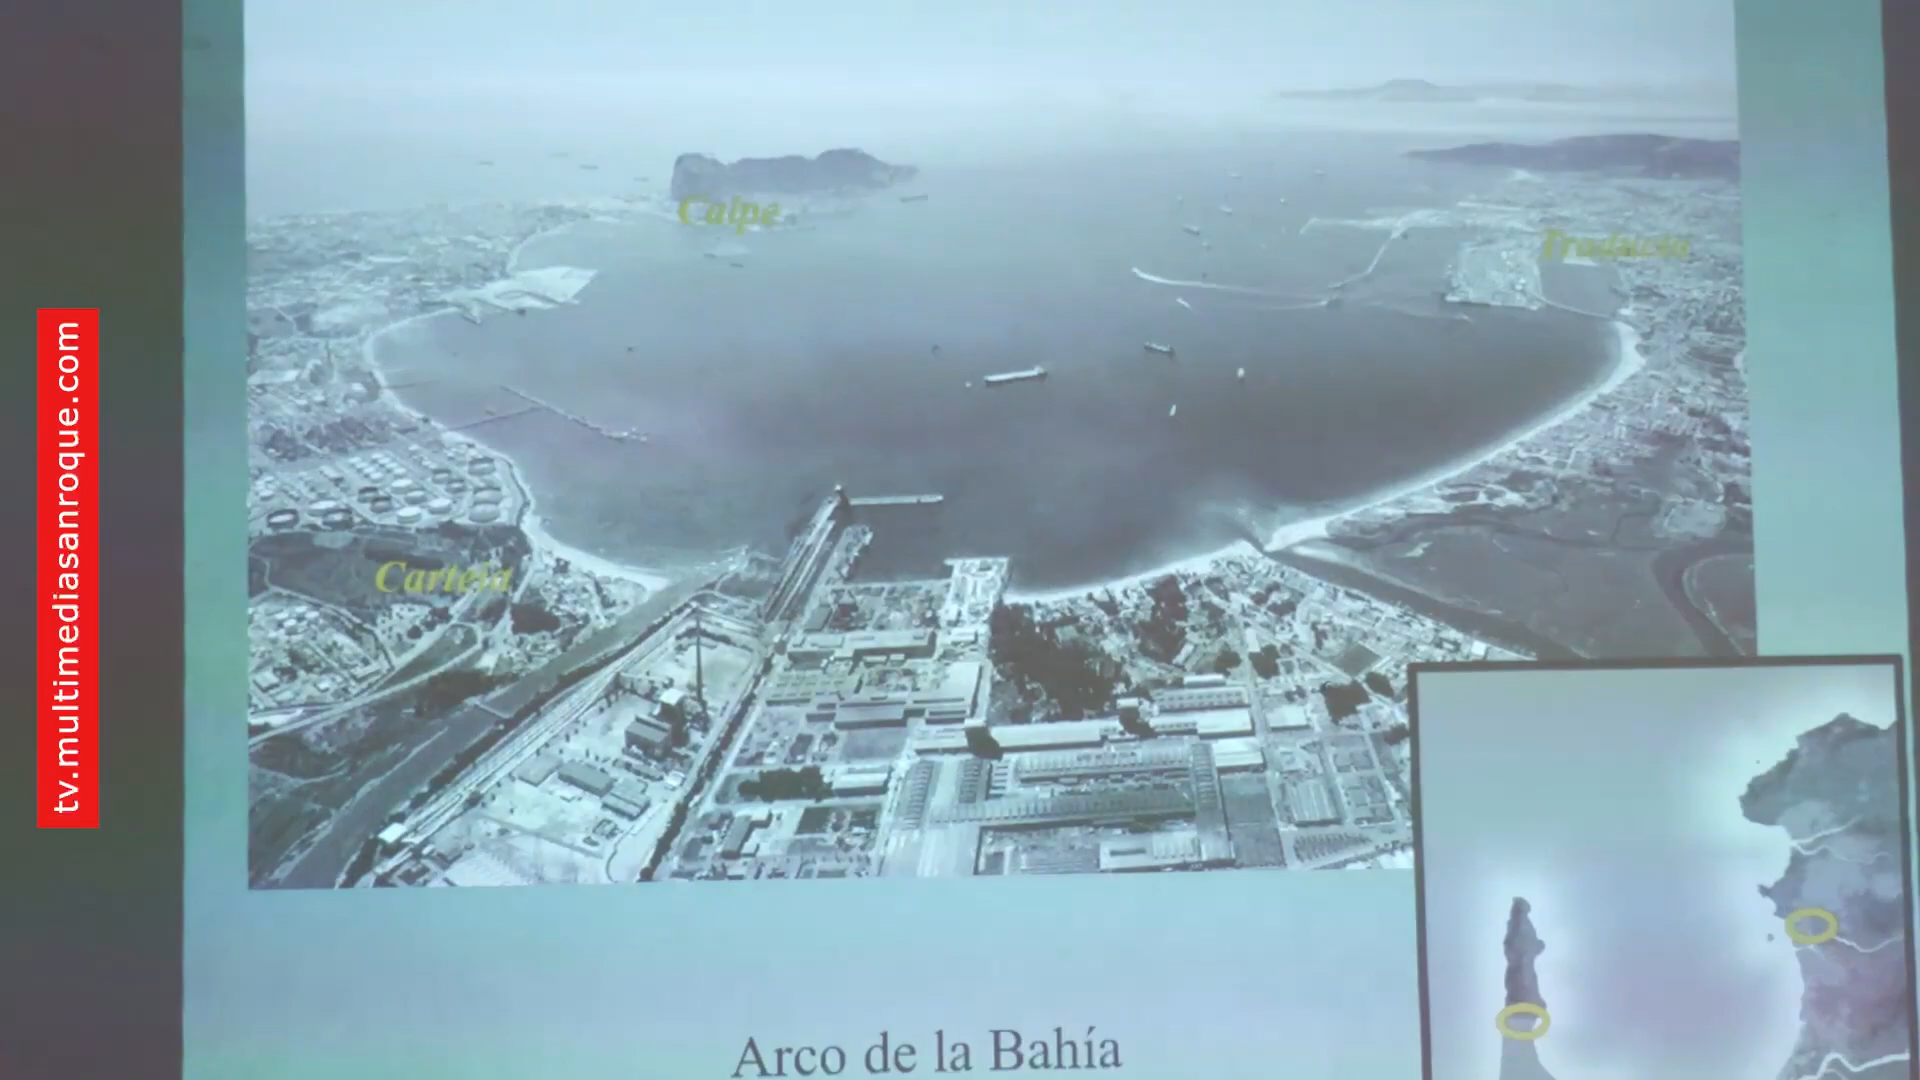 tv.multimediasanroque.com
Calpe
Traducta
Carteia
Arco de la Bahía